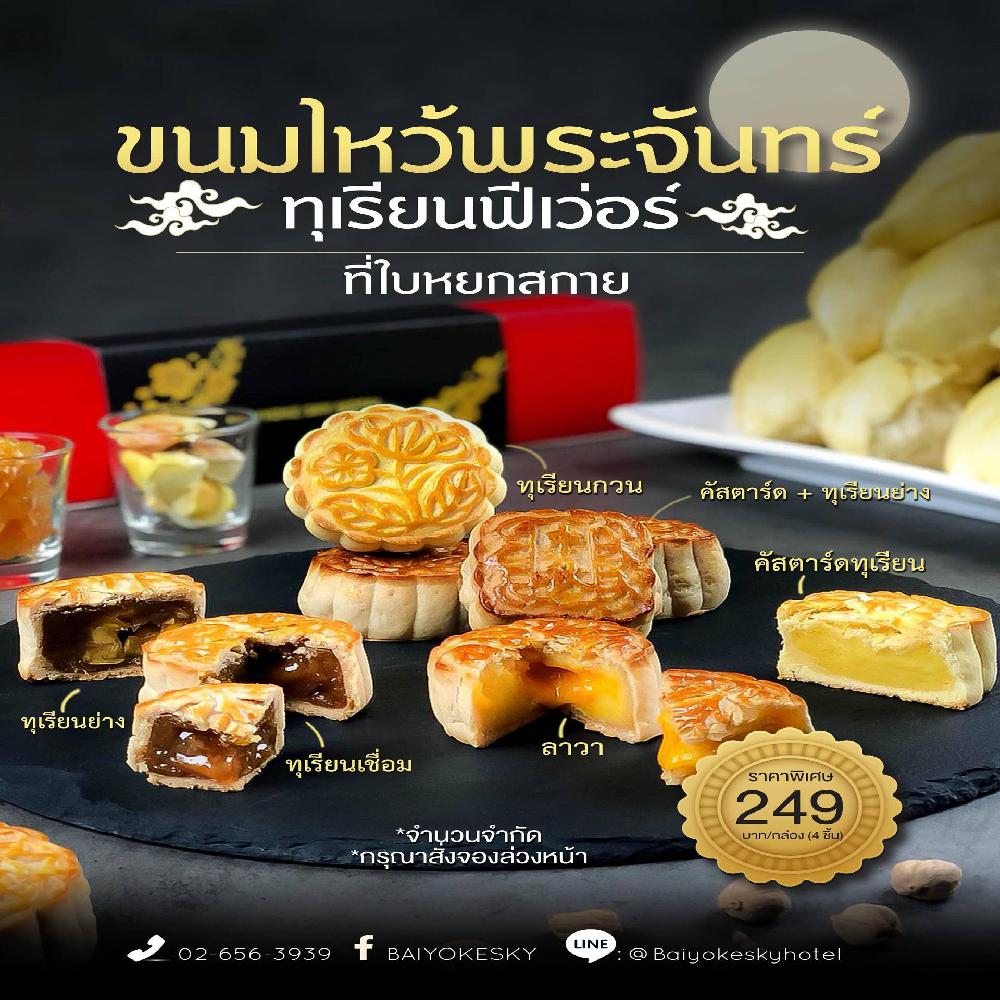 ขนมไหว้พระจันทร์
ทุเรียนฟีเว่อร์
ที่ใบหยกสกาย
ทุเรียนกวน
คัสตาร์ด + ทุเรียนย่าง
คัสตาร์ดทุเรียน
ทุเรียนย่าง
ทุเรียนเชื่อม
ลาวา
ราคาพิเศษ
249
บาท/กล่อง (4 ชิ้น)
*จำนวนจำกัด
*กรุณาสั่งจองล่วงหน้า
02-656-3939 f BAIYOKESKY LINE : @Baiyokeskyhotel